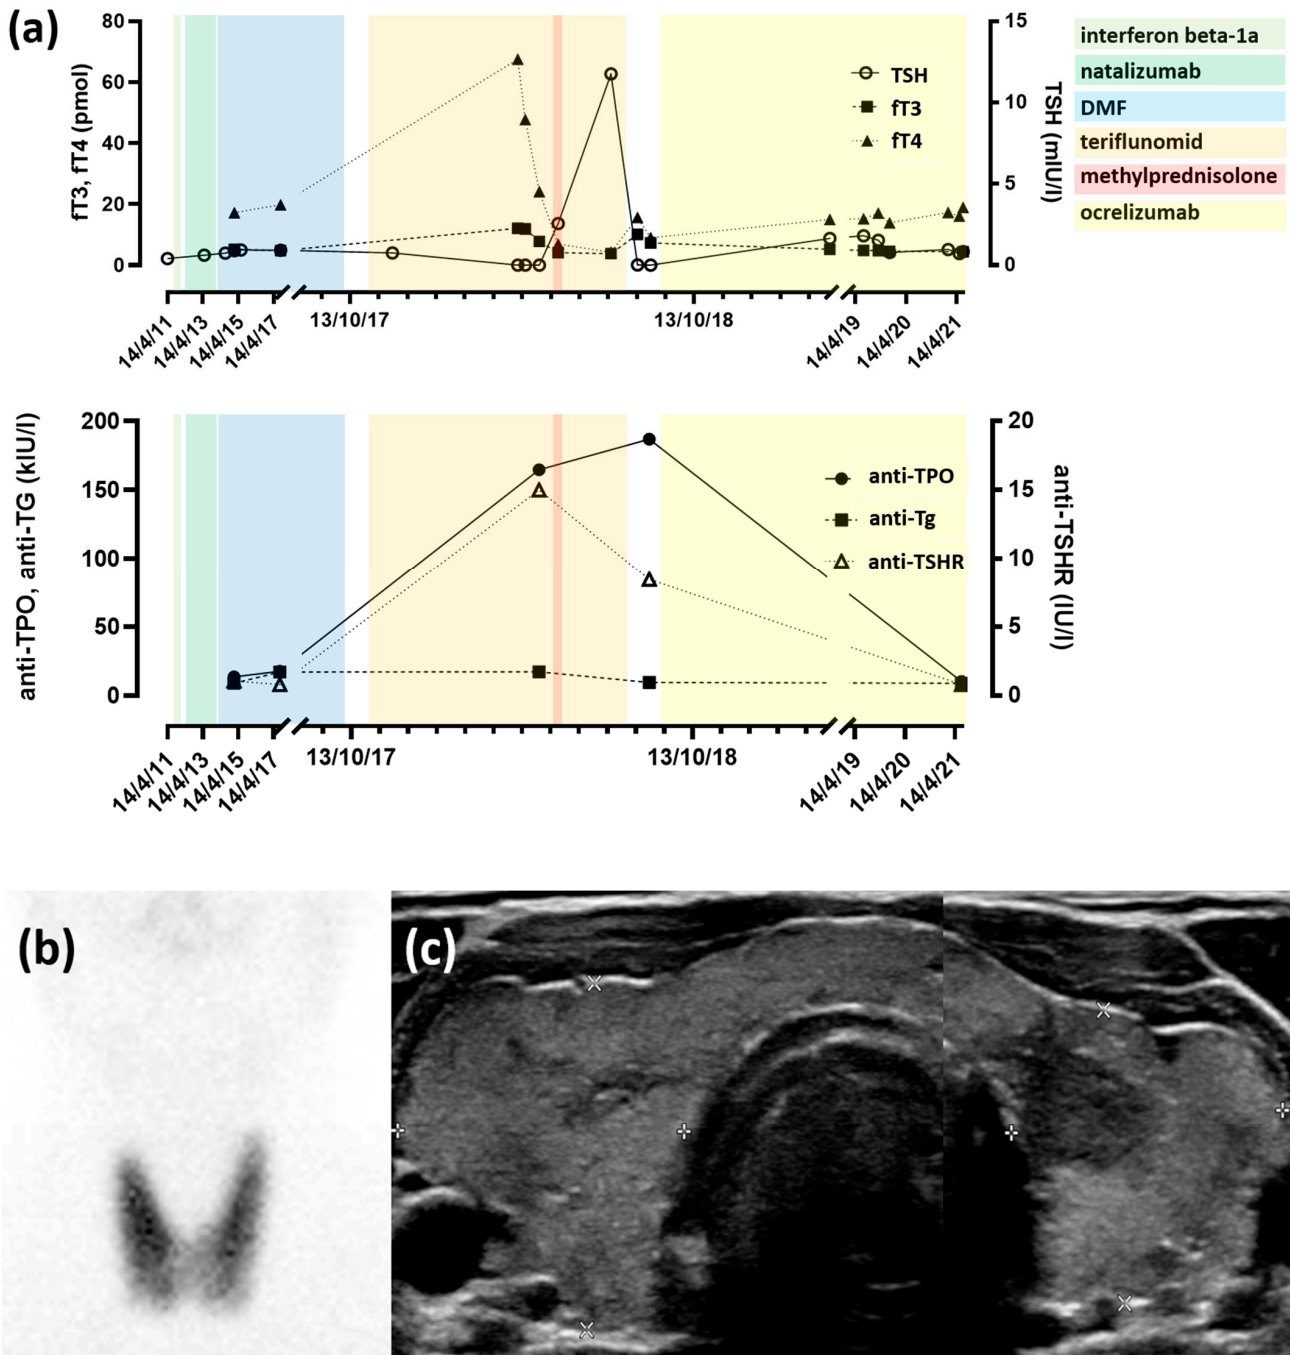 (a)
80
60
40
20
0
fT3, fT4 (pmol)
15
10
5
0
TSH (mIU/l)
TSH
fT3
fT4
interferon beta-1a
natalizumab
DMF
teriflunomid
methylprednisolone
ocrelizumab
14/4/11
14/4/13
14/4/15
14/4/17
13/10/17
13/10/18
14/4/19
14/4/20
14/4/21
200
150
100
50
0
anti-TPO, anti-TG (kIU/l)
20
15
10
5
0
anti-TSHR (IU/l)
anti-TPO
anti-Tg
anti-TSHR
14/4/11
14/4/13
14/4/15
14/4/17
13/10/17
13/10/18
14/4/19
14/4/20
14/4/21
(b)
(c)